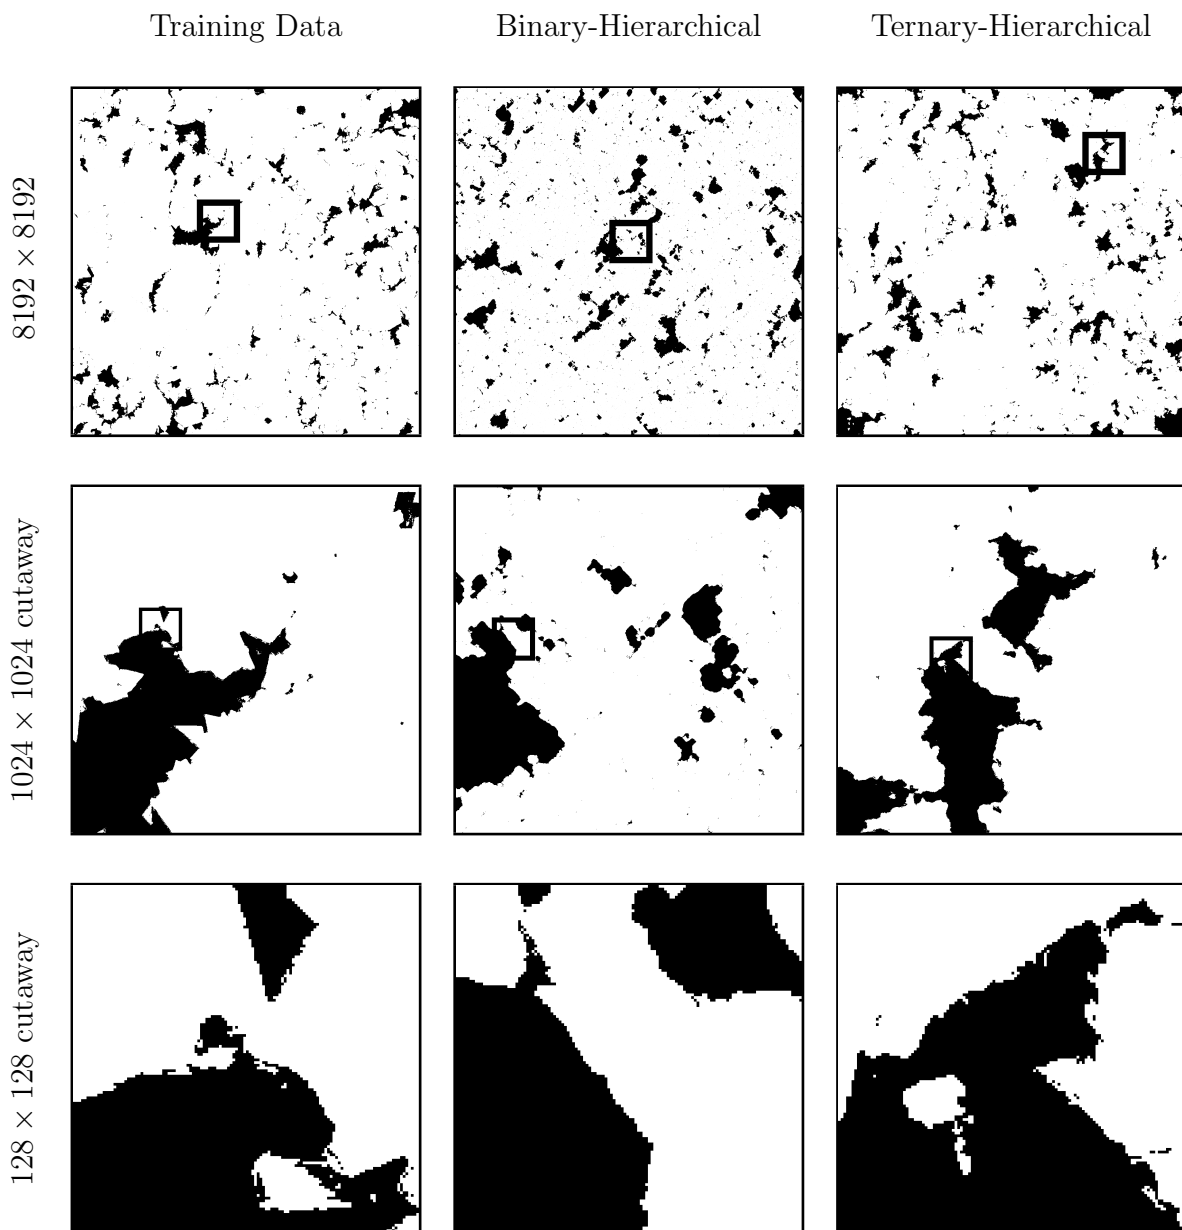 Training Data
Binary-Hierarchical
Ternary-Hierarchical
8192 × 8192
1024 × 1024 cutaway
128 × 128 cutaway